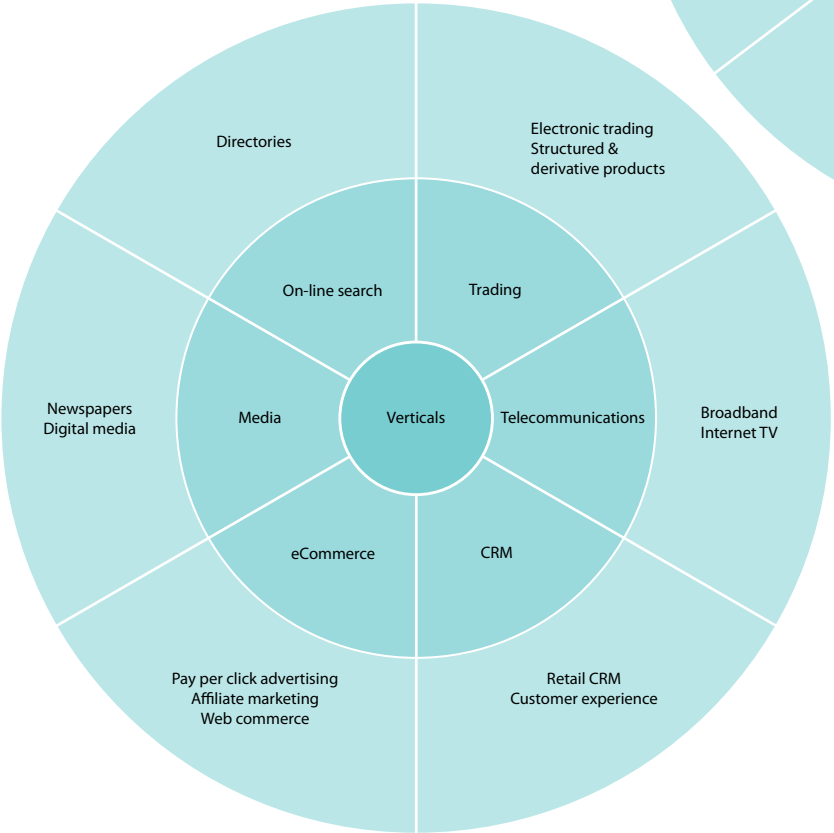 Directories
Electronic trading
Structured &
derivative products
On-line search
Trading
Newspapers
Digital media
Media
Verticals
Telecommunications
Broadband
Internet TV
eCommerce
CRM
Pay per click advertising
Affiliate marketing
Web commerce
Retail CRM
Customer experience